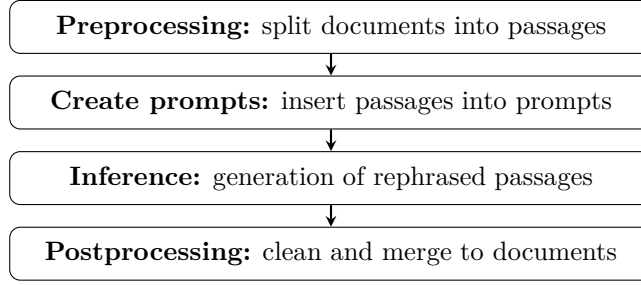 Preprocessing: split documents into passages
Create prompts: insert passages into prompts
Inference: generation of rephrased passages
Postprocessing: clean and merge to documents